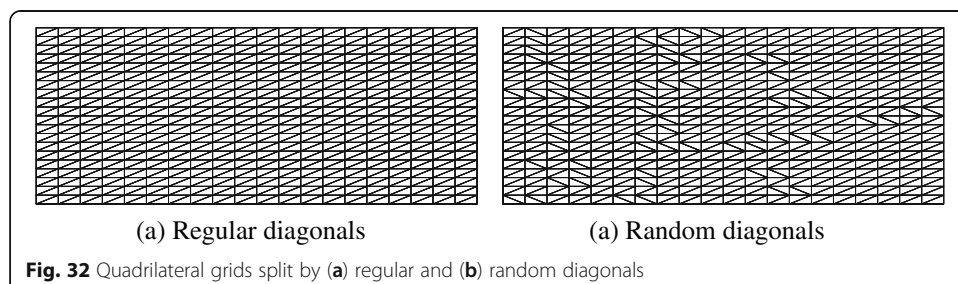 (a) Regular diagonals
(a) Random diagonals
Fig. 32 Quadrilateral grids split by (a) regular and (b) random diagonals